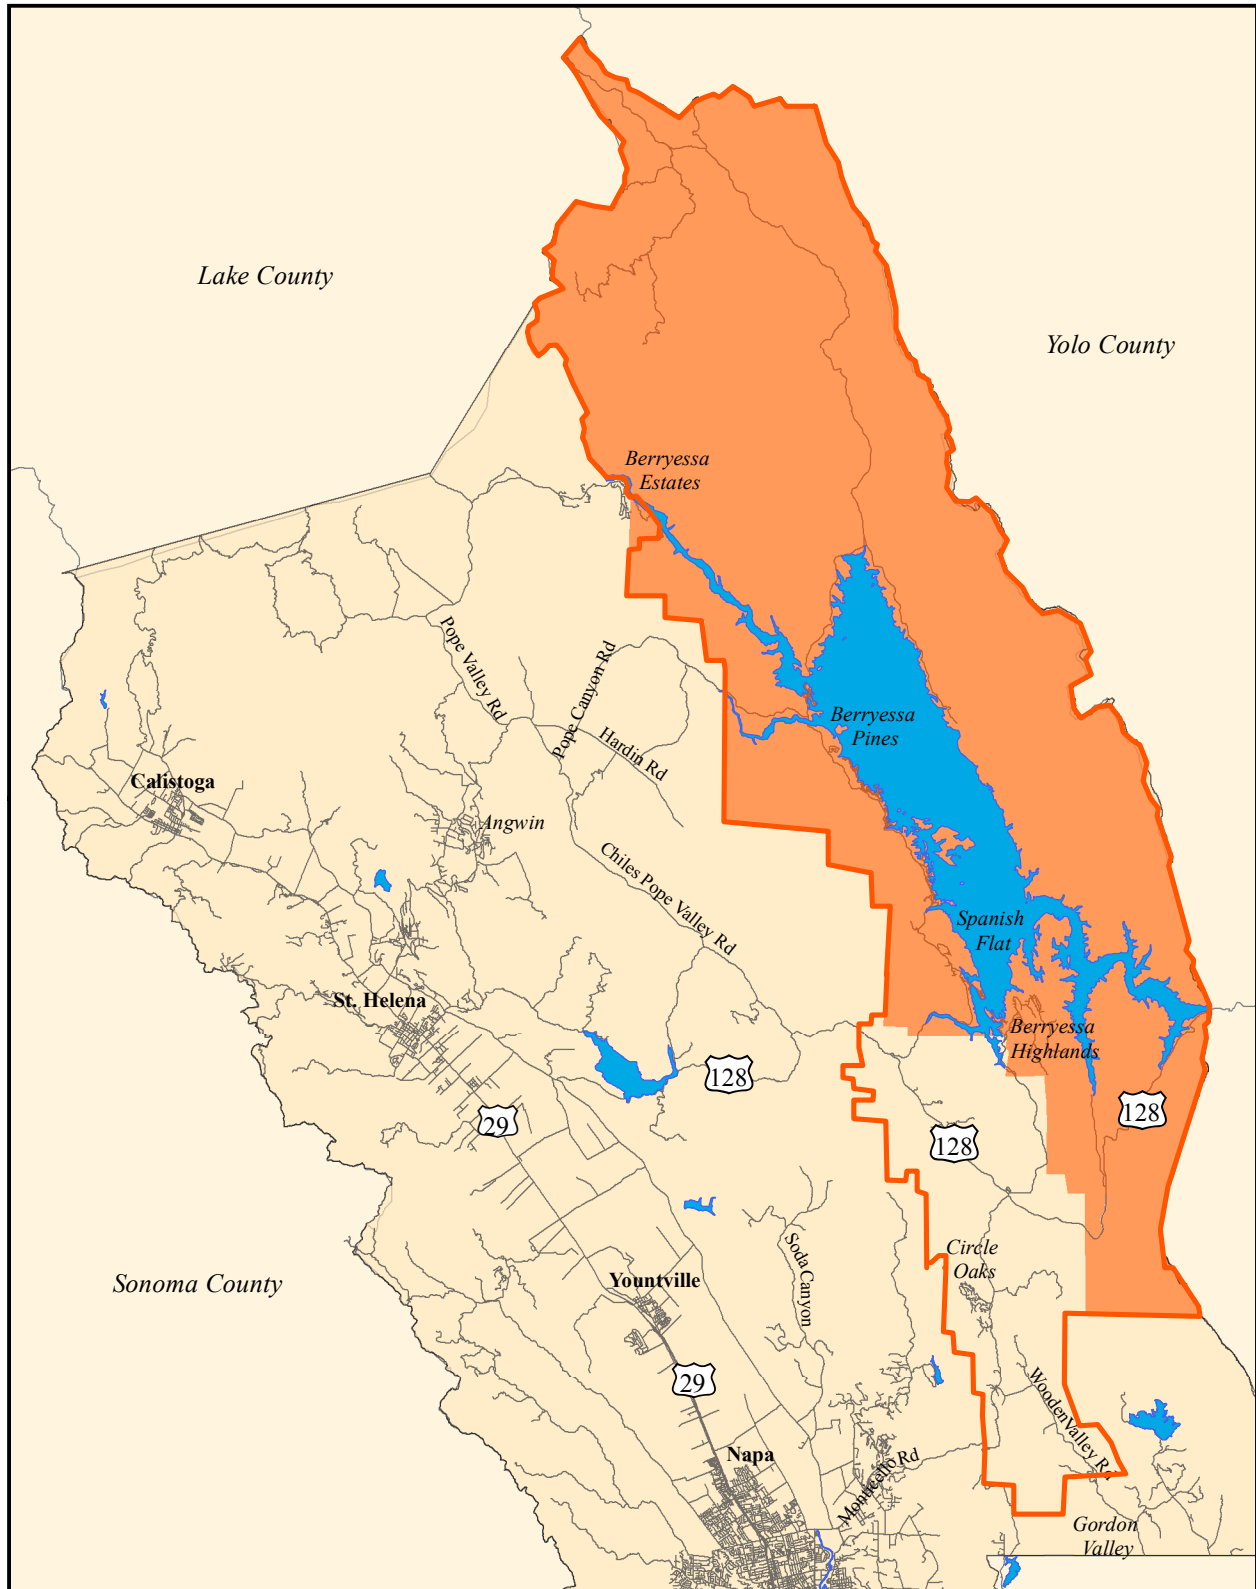 Lake County
Yolo County
Berryessa
Estates
Pope Valley Rd
Pope Canyon Rd
Hardin Rd
Berryessa
Pines
Calistoga
Angwin
Chiles Pope Valley Rd
Spanish
Flat
St. Helena
Berryessa
Highlands
128
128
29
128
Circle
Oaks
Soda Canyon
Sonoma County
Yountville
29
WoodenValley Rd
Napa
Monticello Rd
Gordon
Valley